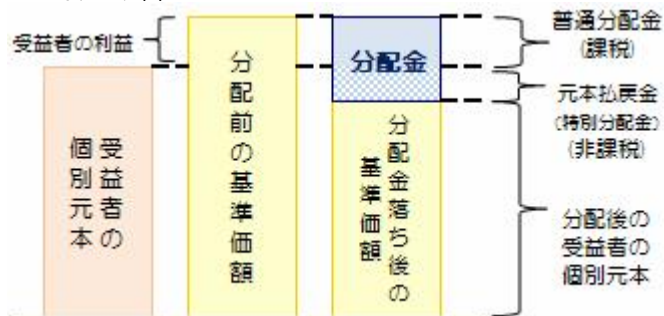 受益者の利益
受益者の
個別元本
分配前の基準価額
分配金
分配金落ち後の
基準価額
普通分配金
(課税)
元本払戻金
(特別分配金)
(非課税)
分配後の
受益者の
個別元本